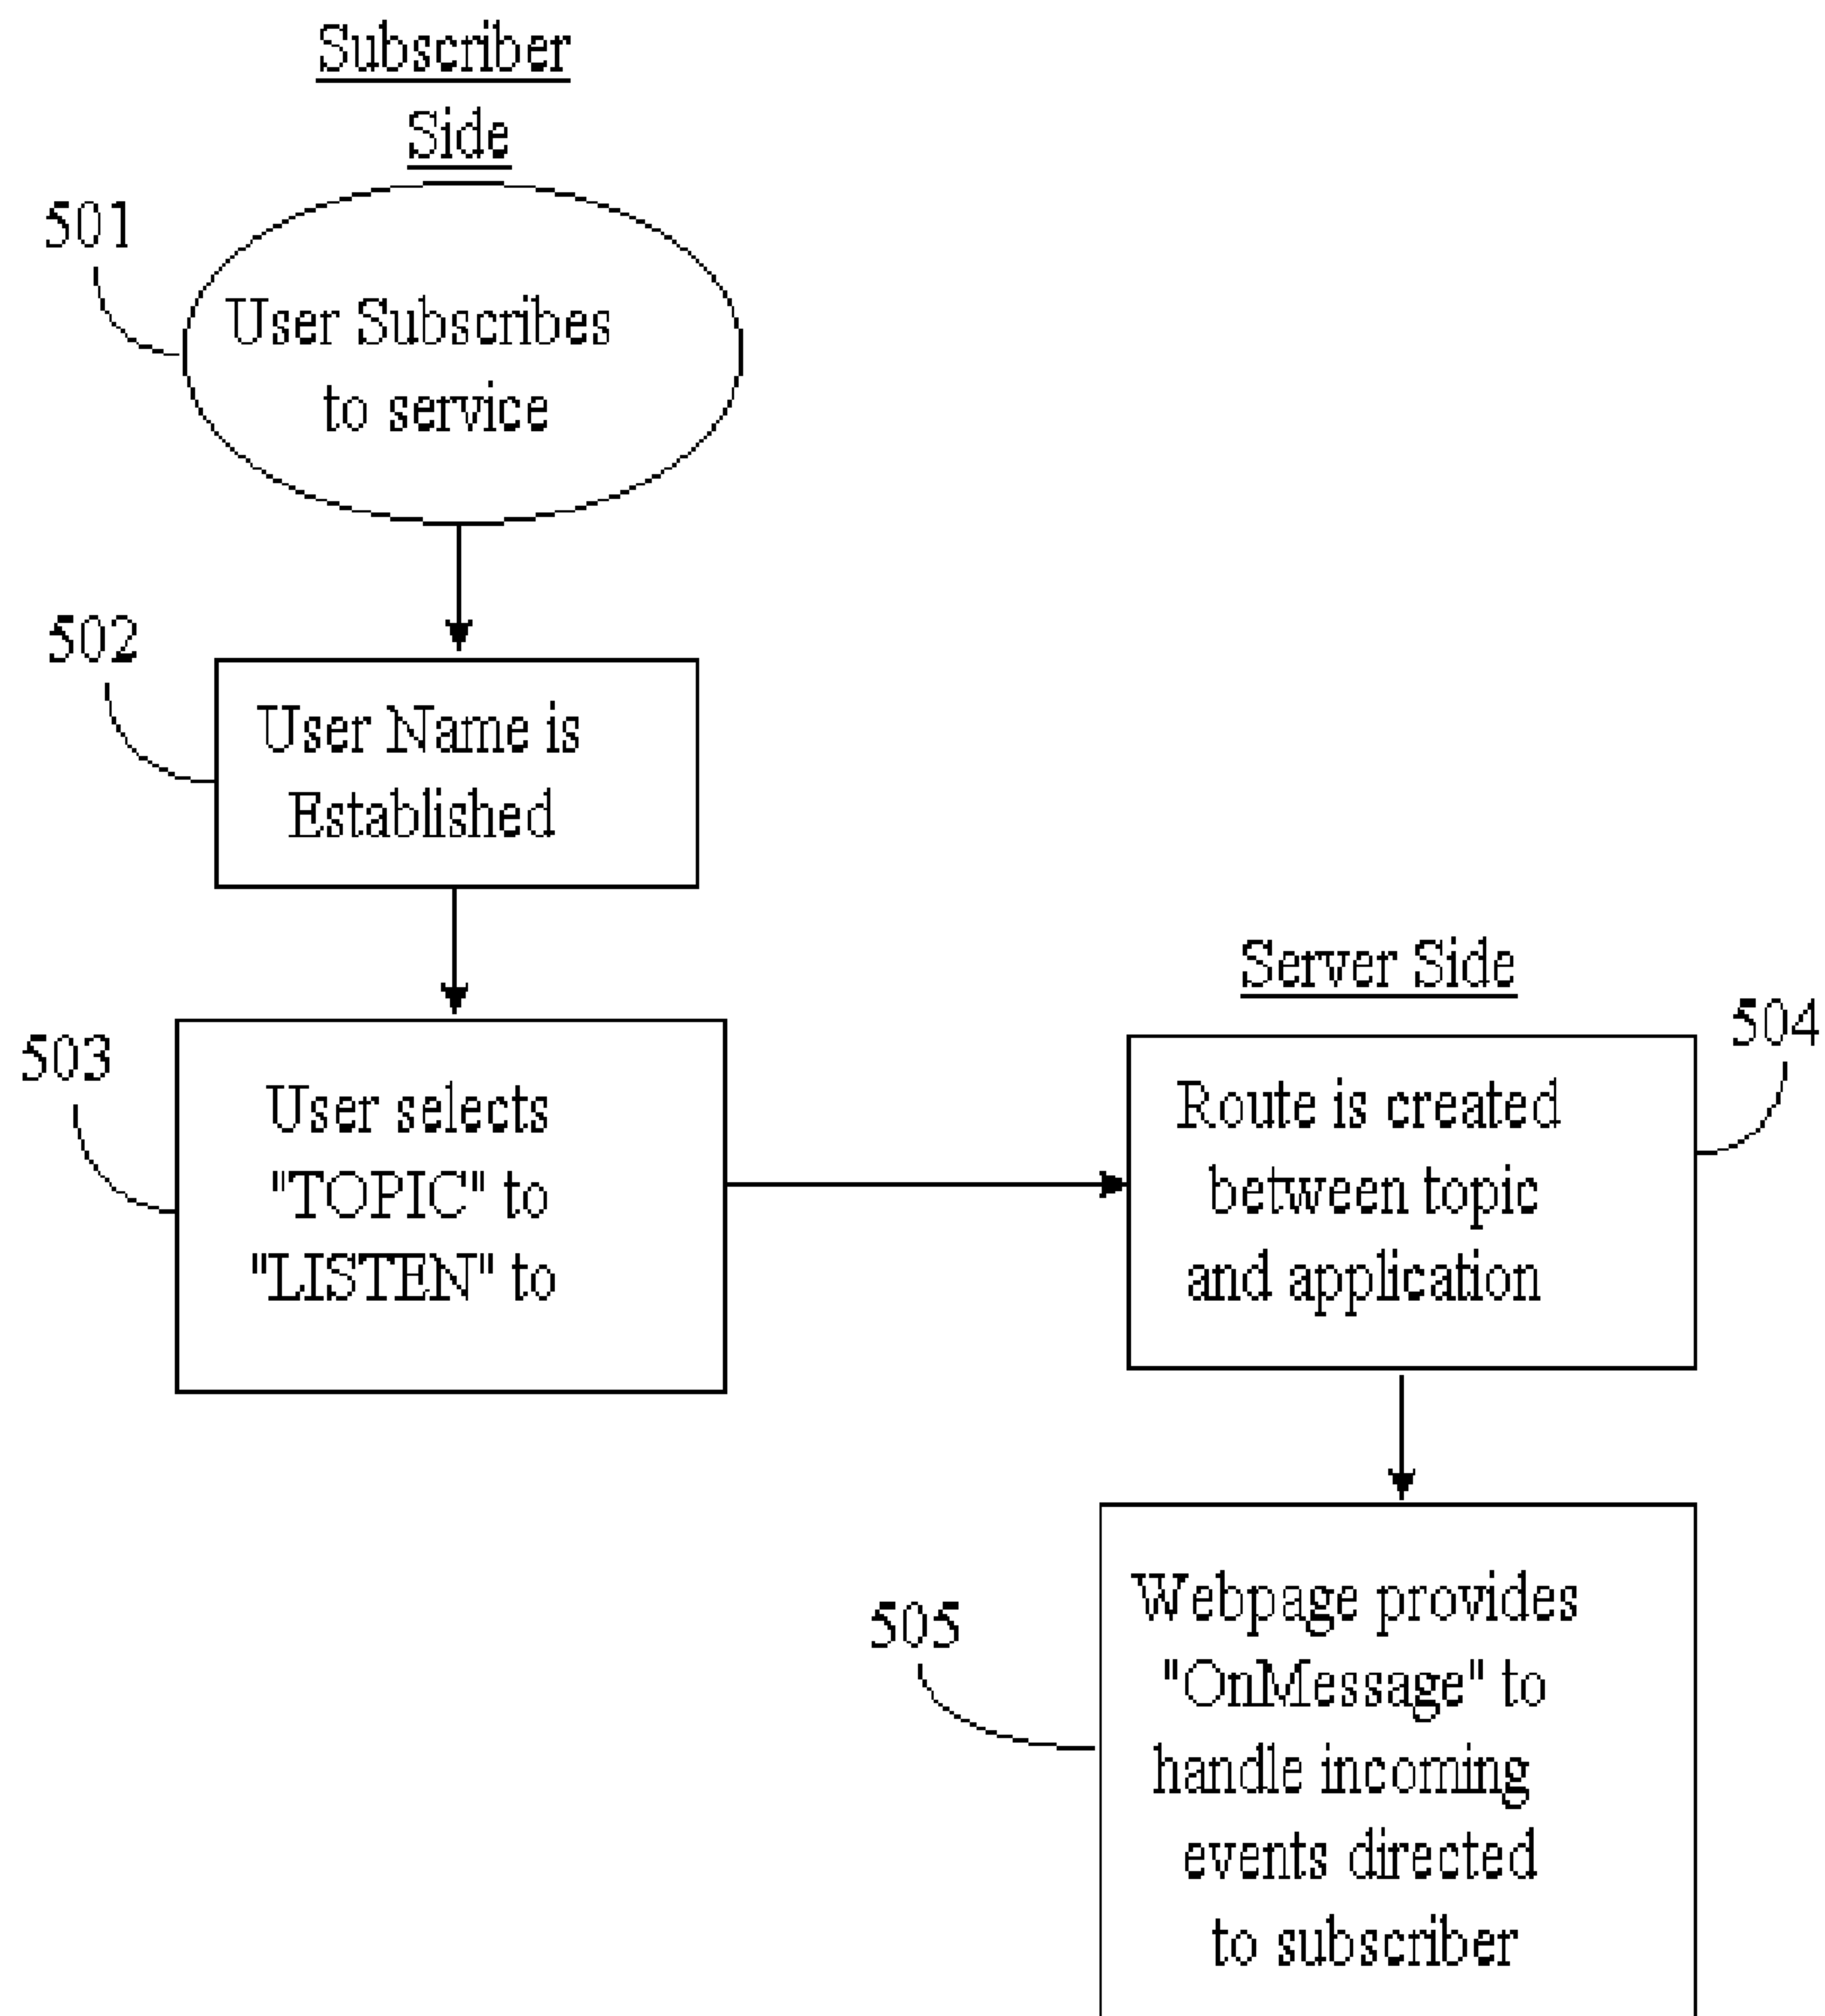 Subscriber
Side
501
User Subscribes
to service
502
User Name is
Established
503
User selects
"TOPIC" to
"LISTEN" to
Server Side
504
Route is created
between topic
and application
505
Webpage provides
"OnMessage" to
handle incoming
events directed
to subscriber